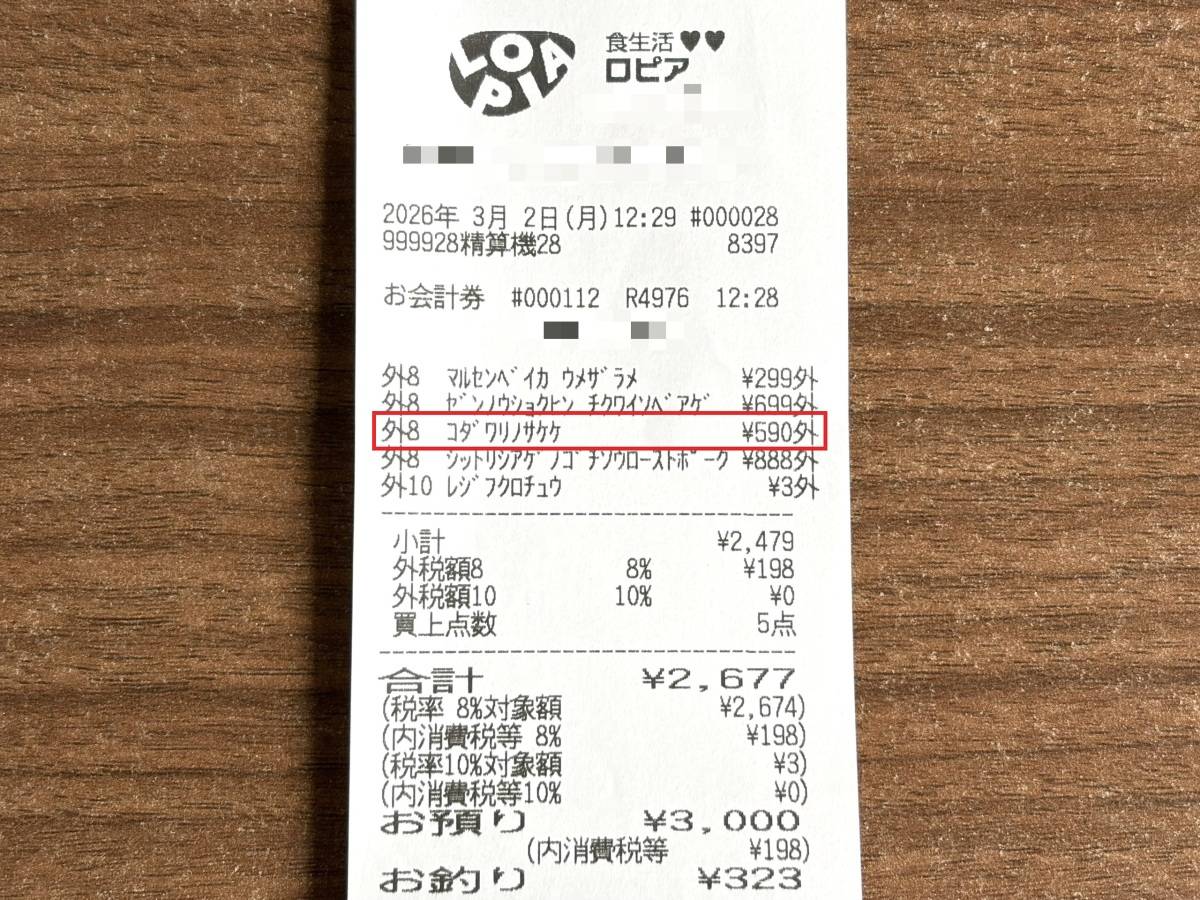 LOPIA
食生活♥♥
ロピア
2026年 3月 2日(月)12:29 #000028
999928精算機28 8397
お会計券 #000112 R4976 12:28
外8 ﾏﾙｾﾝﾍﾞｲｶ ｳﾒｻﾞﾗﾒ ¥299外
外8 ｾﾞﾝﾉｳｼｮｸﾋﾝ ﾁｸﾜｲｿﾍﾞｱｹﾞ ¥699外
外8 ｺﾀﾞﾜﾘﾉｻｹｹ ¥590外
外8 ｼｯﾄﾘｼｱｹﾞﾉｺﾞﾁｿｳﾛｰｽﾄﾎﾟｰｸ ¥888外
外10 ﾚｼﾞﾌｸﾛﾁｭｳ ¥3外
小計 ¥2,479
外税額8 8% ¥198
外税額10 10% ¥0
買上点数 5点
合計 ¥2,677
(税率 8%対象額 ¥2,674)
(内消費税等 8% ¥198)
(税率10%対象額 ¥3)
(内消費税等10% ¥0)
お預り ¥3,000
(内消費税等 ¥198)
お釣り ¥323